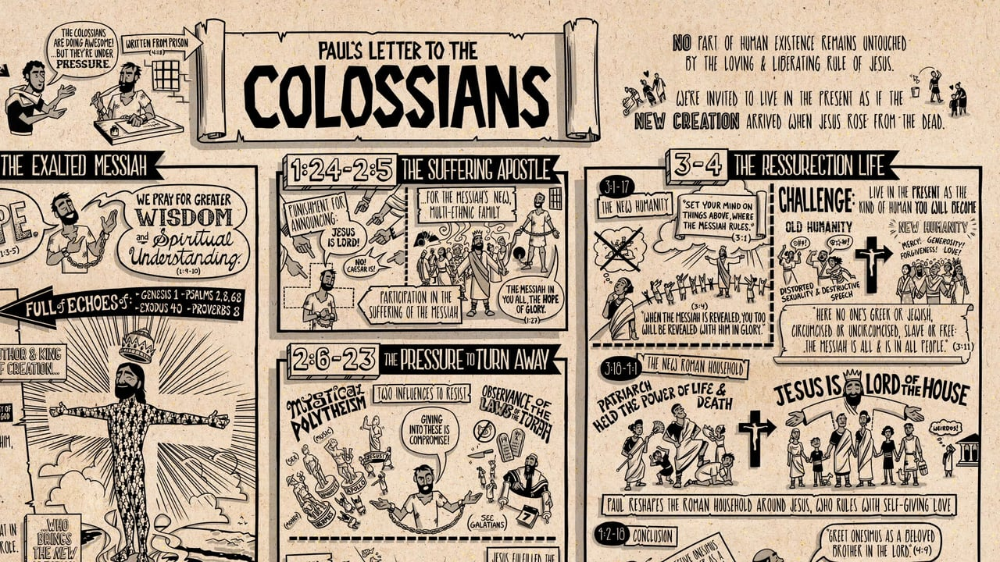 THE COLOSSIANS
ARE DOING AWESOME!
...BUT THEY'RE UNDER
PRESSURE.
WRITTEN FROM PRISON
(4:18)
PAUL'S LETTER TO THE
COLOSSIANS
NO PART OF HUMAN EXISTENCE REMAINS UNTOUCHED
BY THE LOVING & LIBERATING RULE OF JESUS.
WE'RE INVITED TO LIVE IN THE PRESENT AS IF THE
NEW CREATION ARRIVED WHEN JESUS ROSE FROM THE DEAD.
THE EXALTED MESSIAH
PE.
1:3-5)
WE PRAY FOR GREATER
WISDOM
and Spiritual
Understanding.
(1:9-10)
FULL of ECHOES of:
-GENESIS 1 -PSALMS 2,8,68
-EXODUS 40 -PROVERBS 8
THOR & KING
F CREATION...
TY OF
GOD
HIM,
...WHO
BRINGS
THE NEW
AT IN
ROLE.
1:24-2:5 THE SUFFERING APOSTLE
PUNISHMENT FOR
ANNOUNCING:
JESUS
IS LORD!
NO!
CAESAR IS!
...FOR THE MESSIAH'S NEW,
MULTI-ETHNIC FAMILY
PARTICIPATION IN THE
SUFFERING OF THE MESSIAH
THE MESSIAH IN
YOU ALL, THE HOPE
OF GLORY.
(1:27)
2:6-23 THE PRESSURE TO TURN AWAY
MYSTICAL
POLYTHEISM
TWO INFLUENCES TO RESIST
OBSERVANCE OF THE
LAWS OF THE
TORAH
(MUSIC)
(SEX)
(MONEY)
APOLLO
JESUS?
GIVING
INTO THESE IS
COMPROMISE!
7
SEE
GALATIANS
JESUS FULFILLED THE
3-4 THE RESSURECTION LIFE
3:1-17
THE NEW HUMANITY
"SET YOUR MIND ON
THINGS ABOVE, WHERE
THE MESSIAH RULES."
(3:1)
(3:4)
"WHEN THE MESSIAH IS REVEALED, YOU TOO
WILL BE REVEALED WITH HIM IN GLORY."
CHALLENGE: LIVE IN THE PRESENT AS THE
KIND OF HUMAN YOU WILL BECOME
OLD HUMANITY
@#!
@*#!
DISTORTED
SEXUALITY & DESTRUCTIVE
SPEECH
NEW HUMANITY
MERCY! GENEROSITY!
FORGIVENESS! LOVE!
"HERE NO ONE'S GREEK OR JEWISH,
CIRCUMCISED OR UNCIRCUMCISED, SLAVE OR FREE:
...THE MESSIAH IS ALL & IS IN ALL PEOPLE." (3:11)
3:18-4:1
THE NEW ROMAN HOUSEHOLD
PATRIARCH
HELD THE POWER OF LIFE &
DEATH
JESUS IS LORD OF THE HOUSE
WEIRDOS!
PAUL RESHAPES THE ROMAN HOUSEHOLD AROUND JESUS, WHO RULES WITH SELF-GIVING LOVE.
4:2-18
CONCLUSION
ONESIMUS
AS A
"GREET ONESIMUS AS A BELOVED
BROTHER IN THE LORD." (4:9)